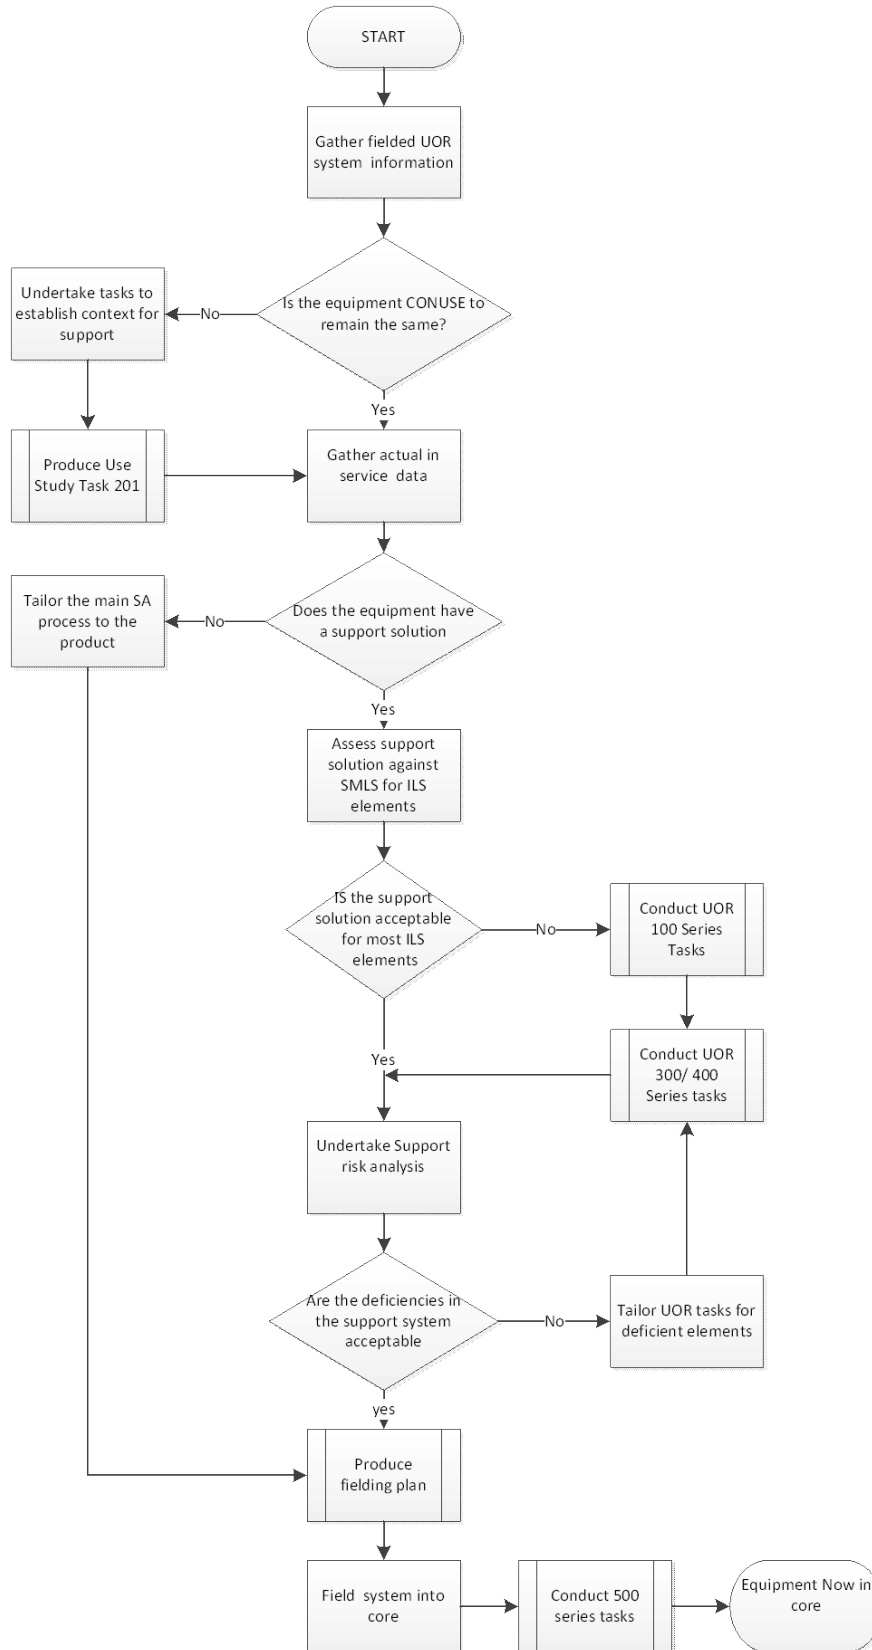 START
Gather fielded UOR
system information
Is the equipment CONUSE to
remain the same?
No
Undertake tasks to
establish context for
support
Yes
Produce Use
Study Task 201
Gather actual in
service data
Does the equipment have
a support solution
No
Tailor the main SA
process to the
product
Yes
Assess support
solution against
SMLS for ILS
elements
IS the support
solution acceptable
for most ILS
elements
No
Conduct UOR
100 Series
Tasks
Conduct UOR
300/ 400
Series tasks
Yes
Undertake Support
risk analysis
Are the deficiencies in
the support system
acceptable
No
Tailor UOR tasks for
deficient elements
yes
Produce
fielding plan
Field system into
core
Conduct 500
series tasks
Equipment Now in
core